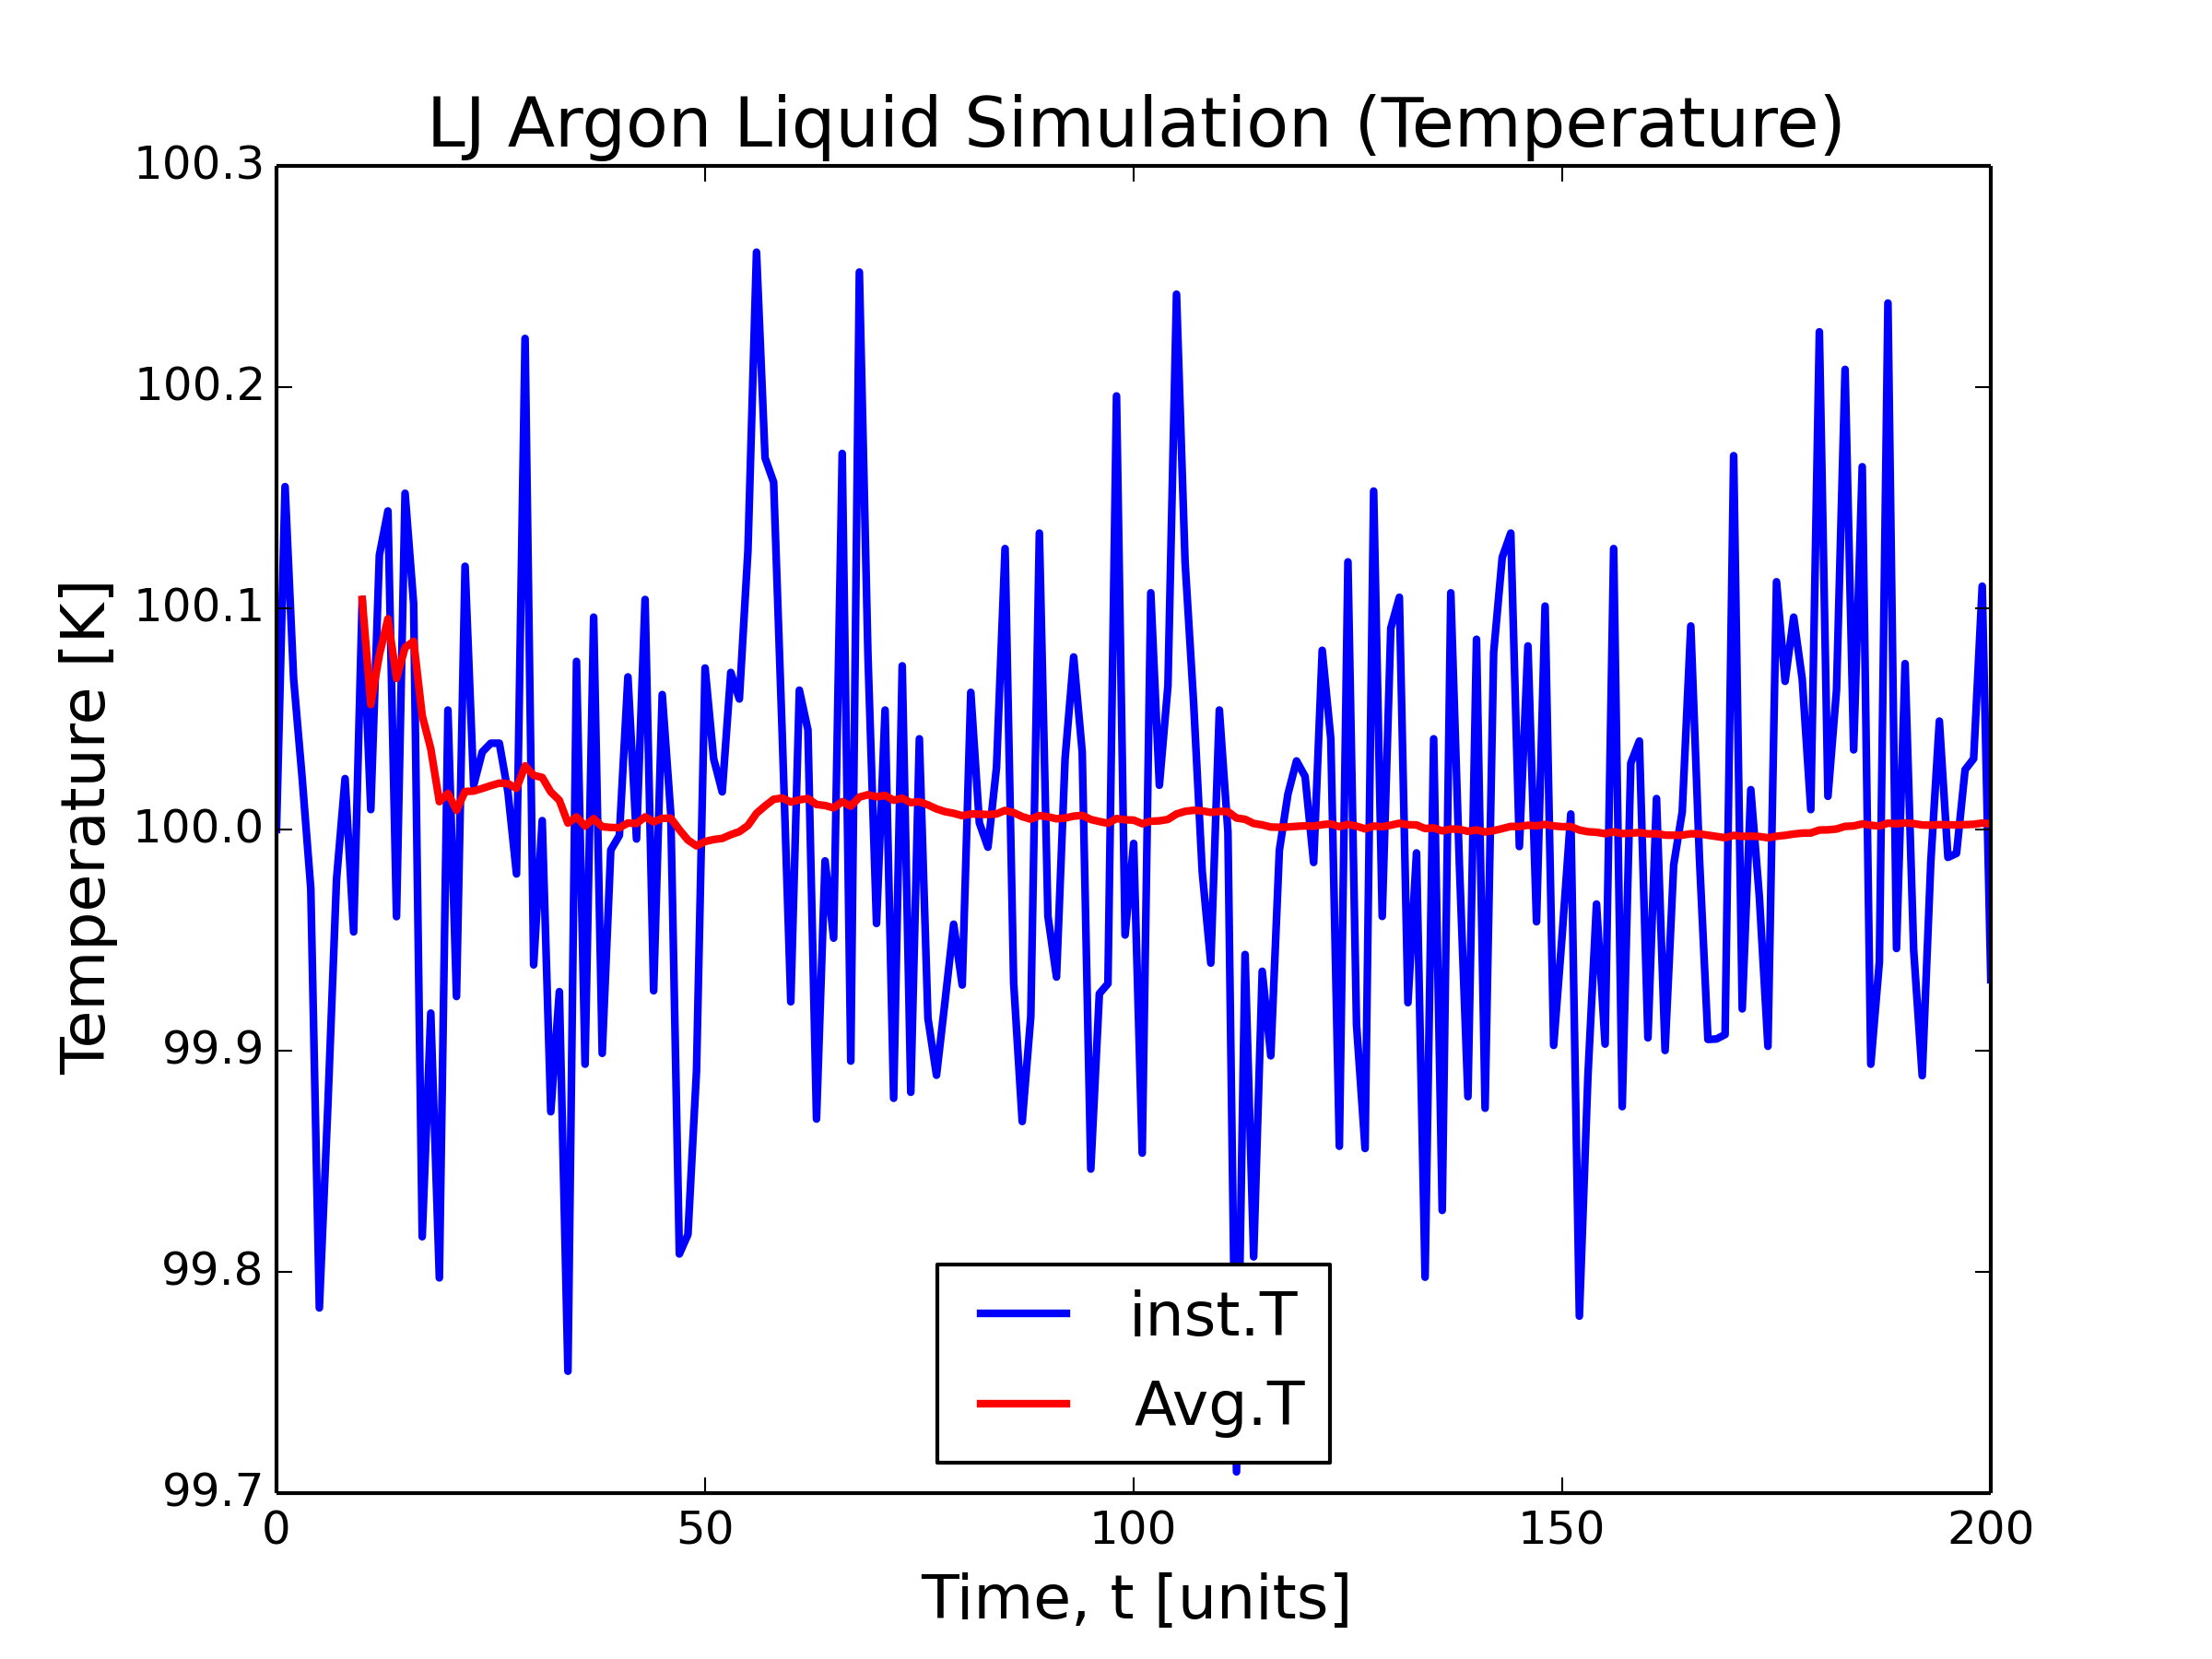 LJ Argon Liquid Simulation (Temperature)
100.3
100.2
100.1
100.0
99.9
99.8
99.7
Temperature [K]
inst.T
Avg.T
0 50 100 150 200
Time, t [units]